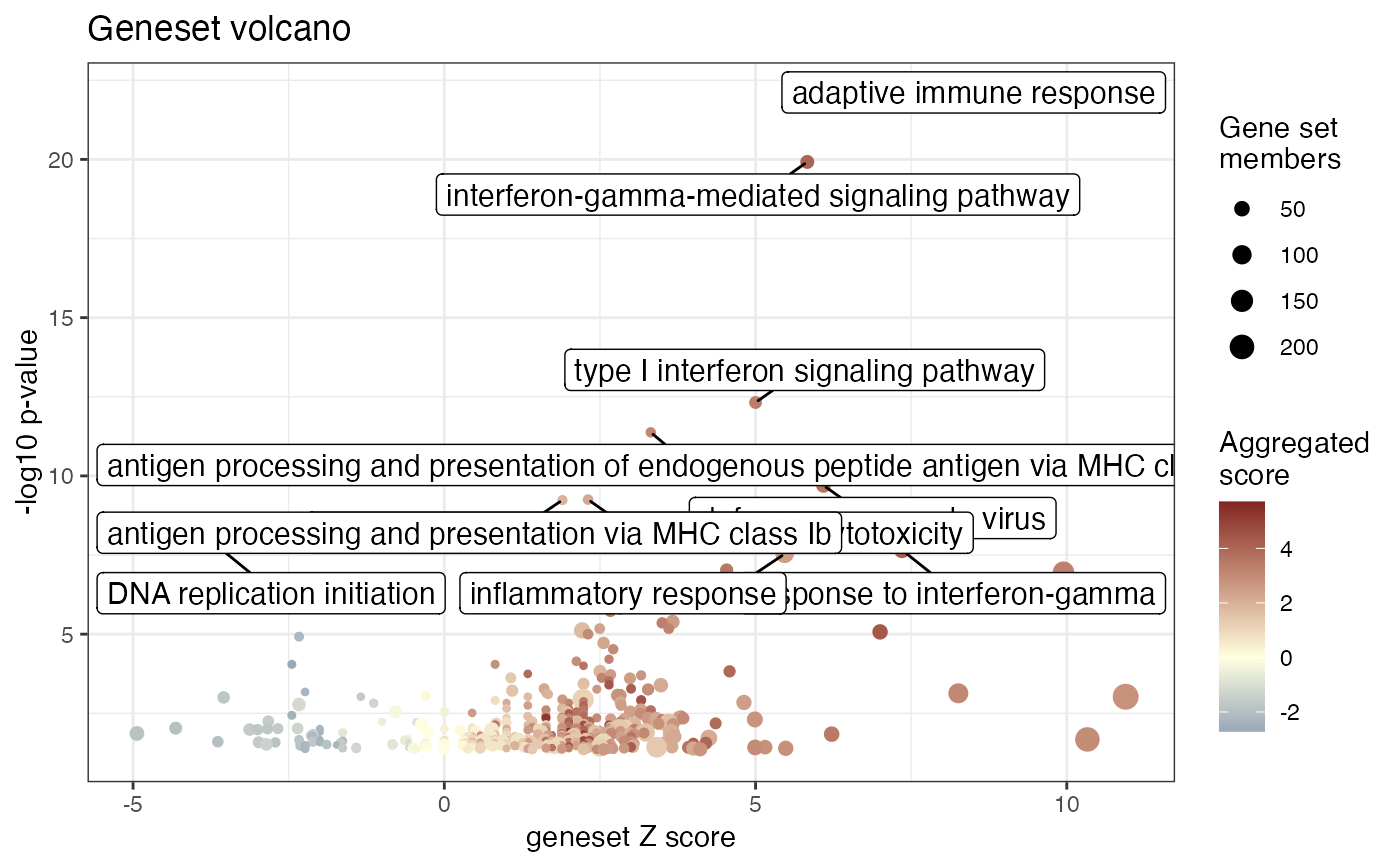 Geneset volcano
adaptive immune response
interferon-gamma-mediated signaling pathway
type I interferon signaling pathway
antigen processing and presentation of endogenous peptide antigen via MHC cl
virus
antigen processing and presentation via MHC class Ib
totoxicity
DNA replication initiation
inflammatory response
sponse to interferon-gamma
20
15
10
5
-log10 p-value
-5
0
5
10
geneset Z score
Gene set
members
50
100
150
200
Aggregated
score
4
2
0
-2